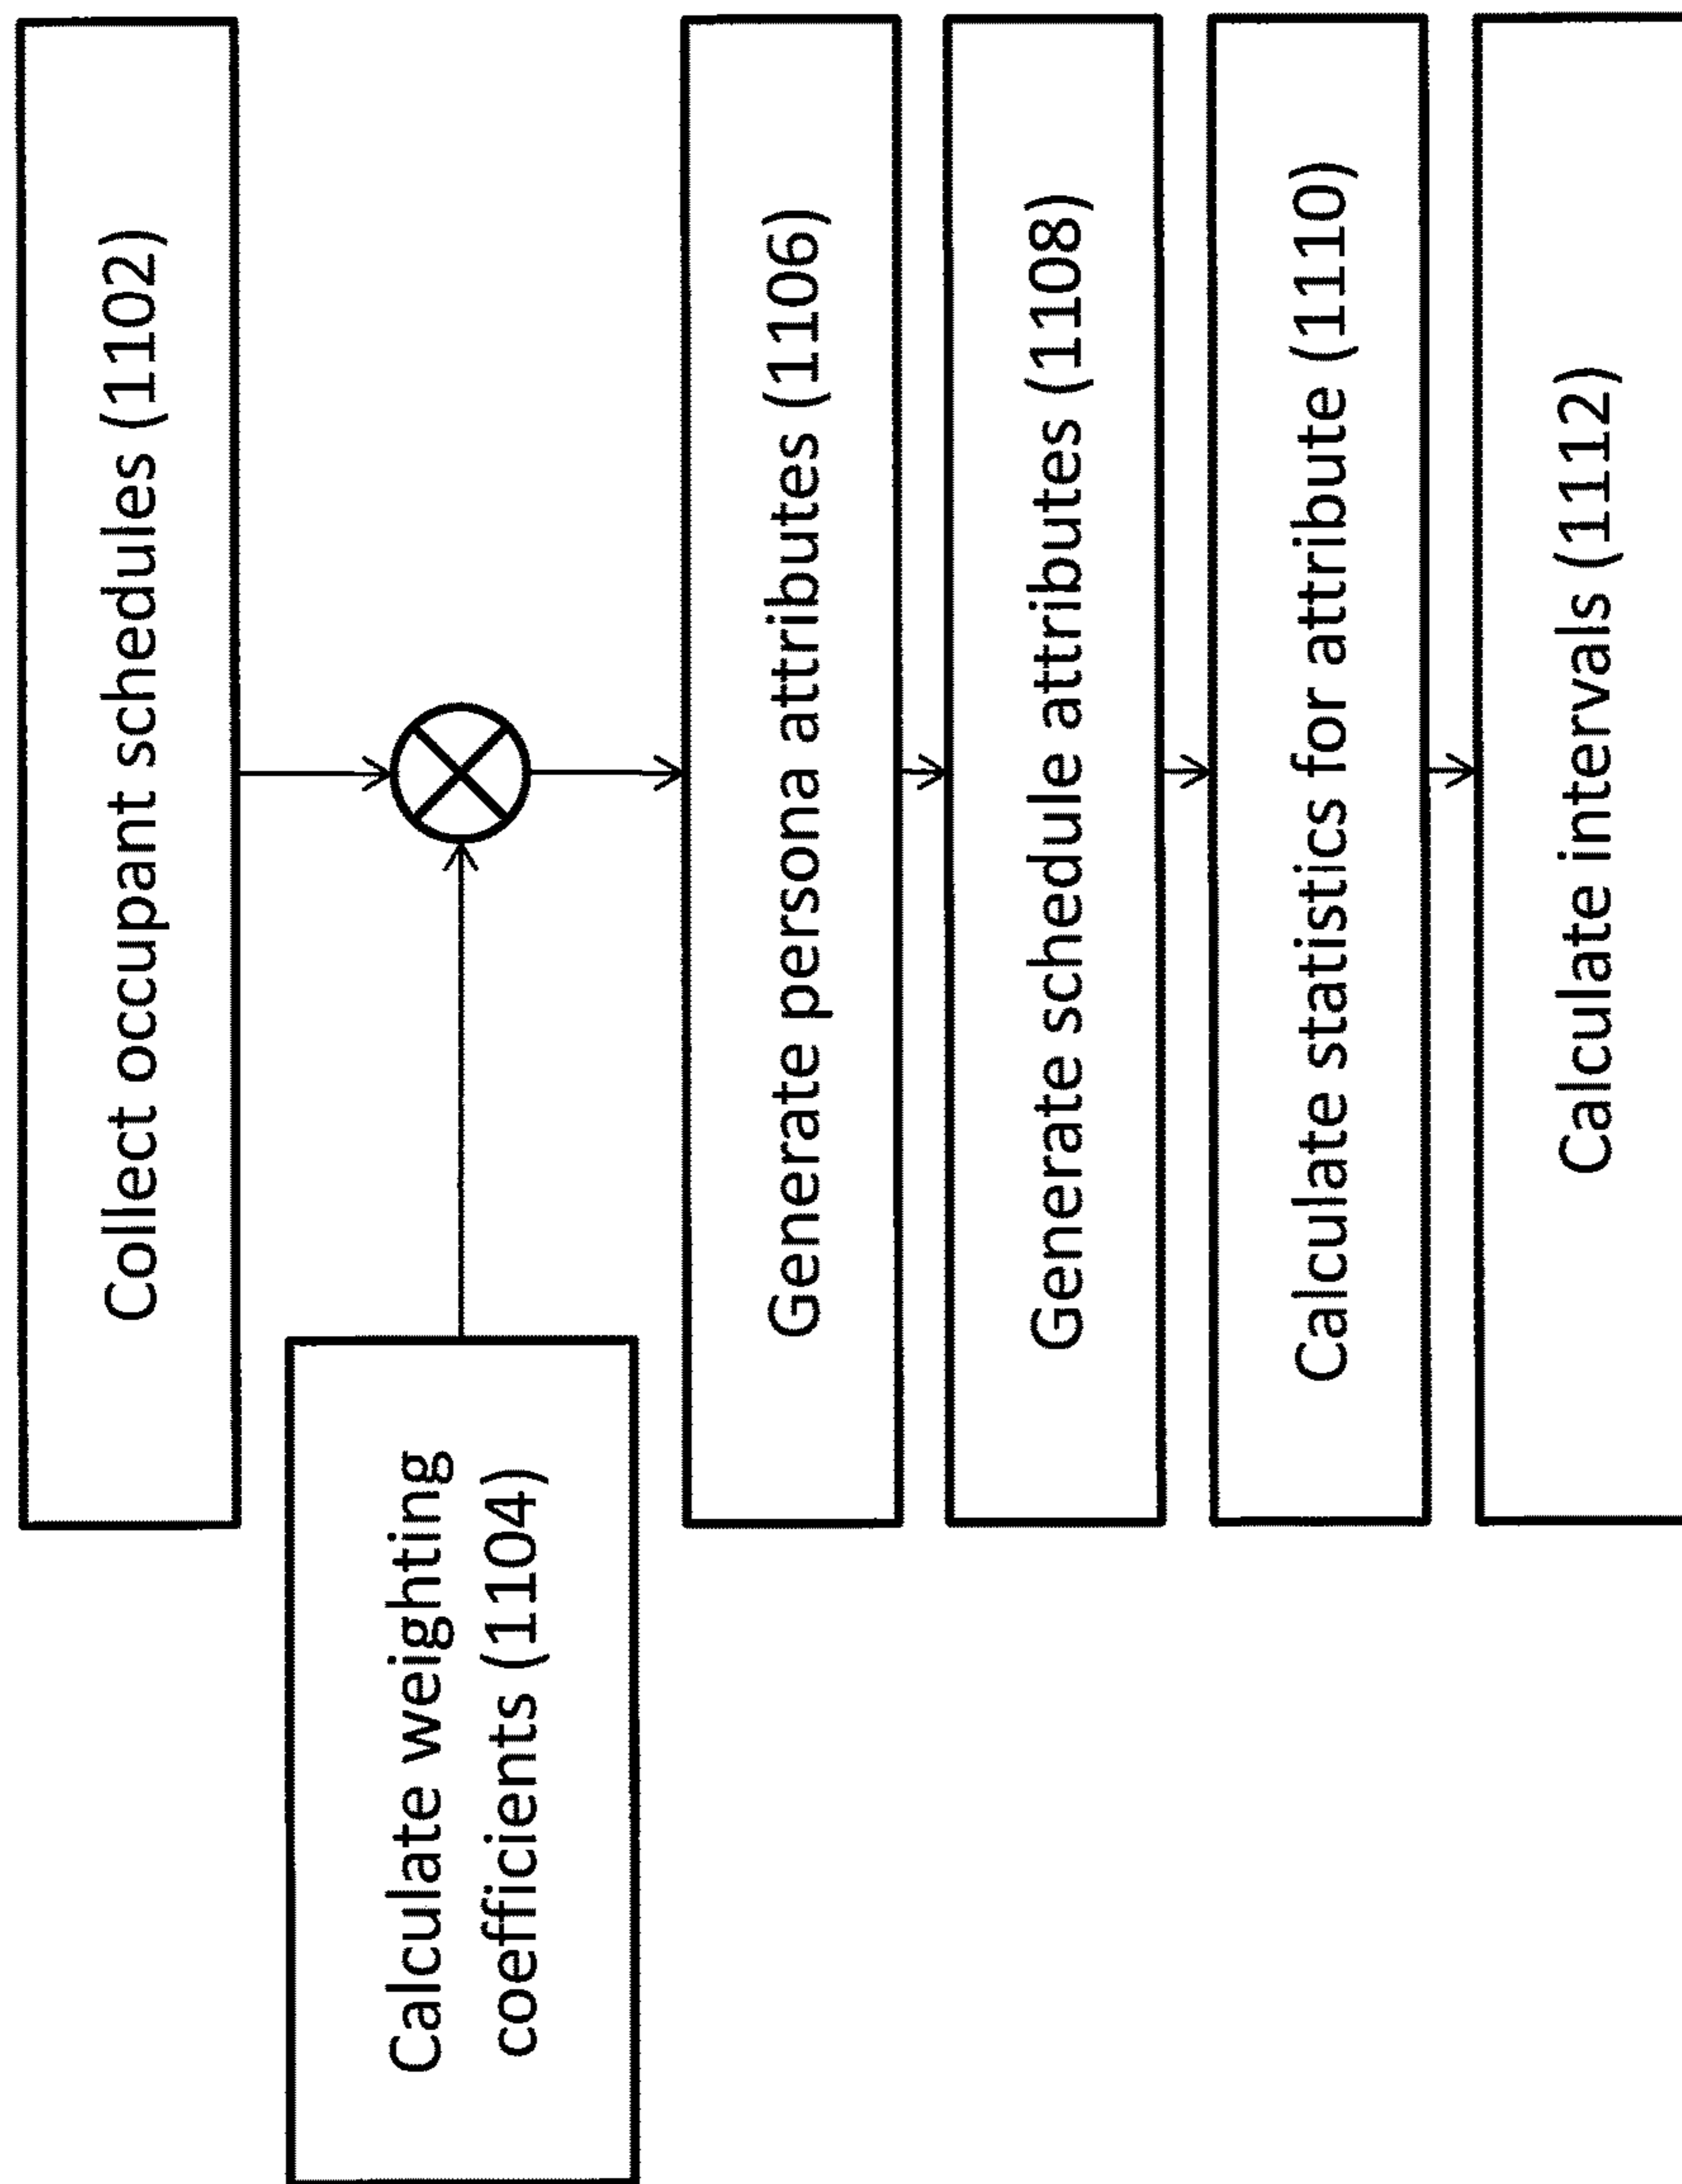 Collect occupant schedules (1102)
Calculate weighting
coefficients (1104)
Generate persona attributes (1106)
Generate schedule attributes (1108)
Calculate statistics for attribute (1110)
Calculate intervals (1112)